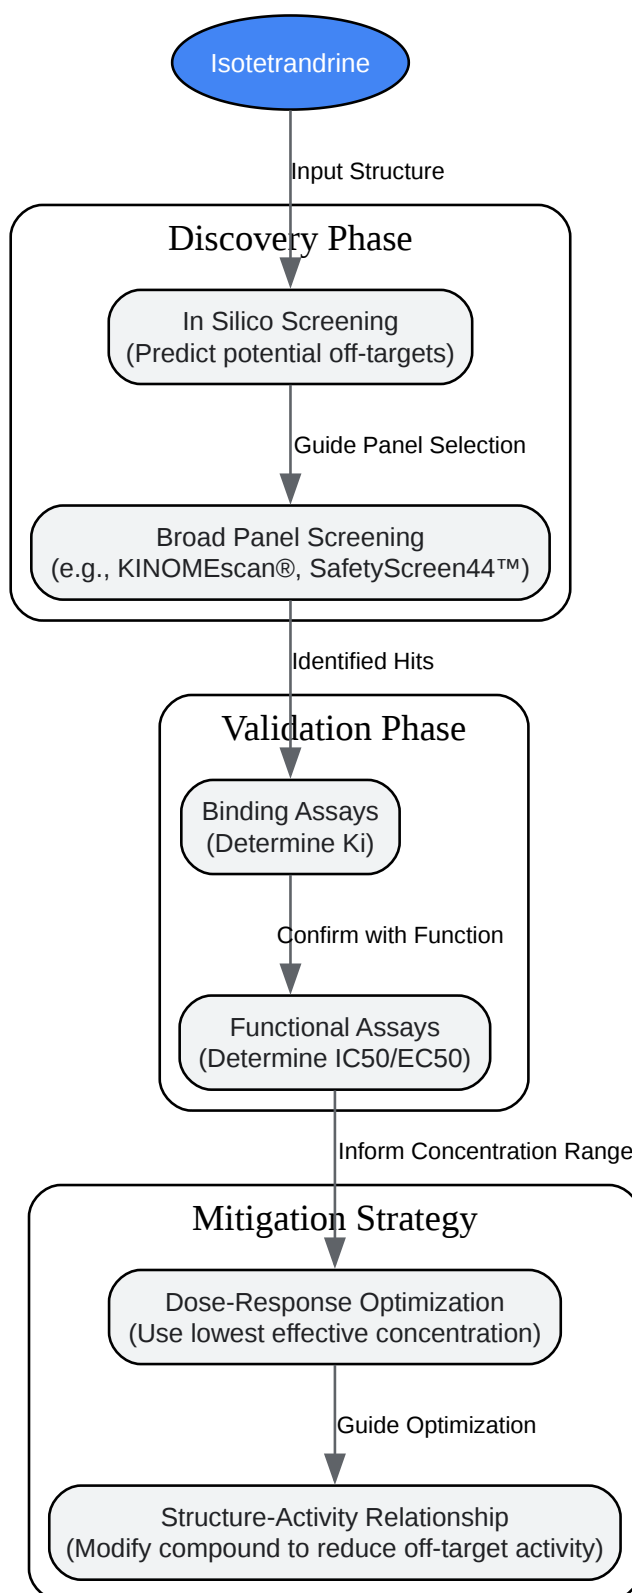 Isotetrandrine
Input Structure
Discovery Phase
In Silico Screening
(Predict potential off-targets)
Guide Panel Selection
Broad Panel Screening
(e.g., KINOMEscan®, SafetyScreen44™)
Identified Hits
Validation Phase
Binding Assays
(Determine Ki)
Confirm with Function
Functional Assays
(Determine IC50/EC50)
Inform Concentration Range
Mitigation Strategy
Dose-Response Optimization
(Use lowest effective concentration)
Guide Optimization
Structure-Activity Relationship
(Modify compound to reduce off-target activity)